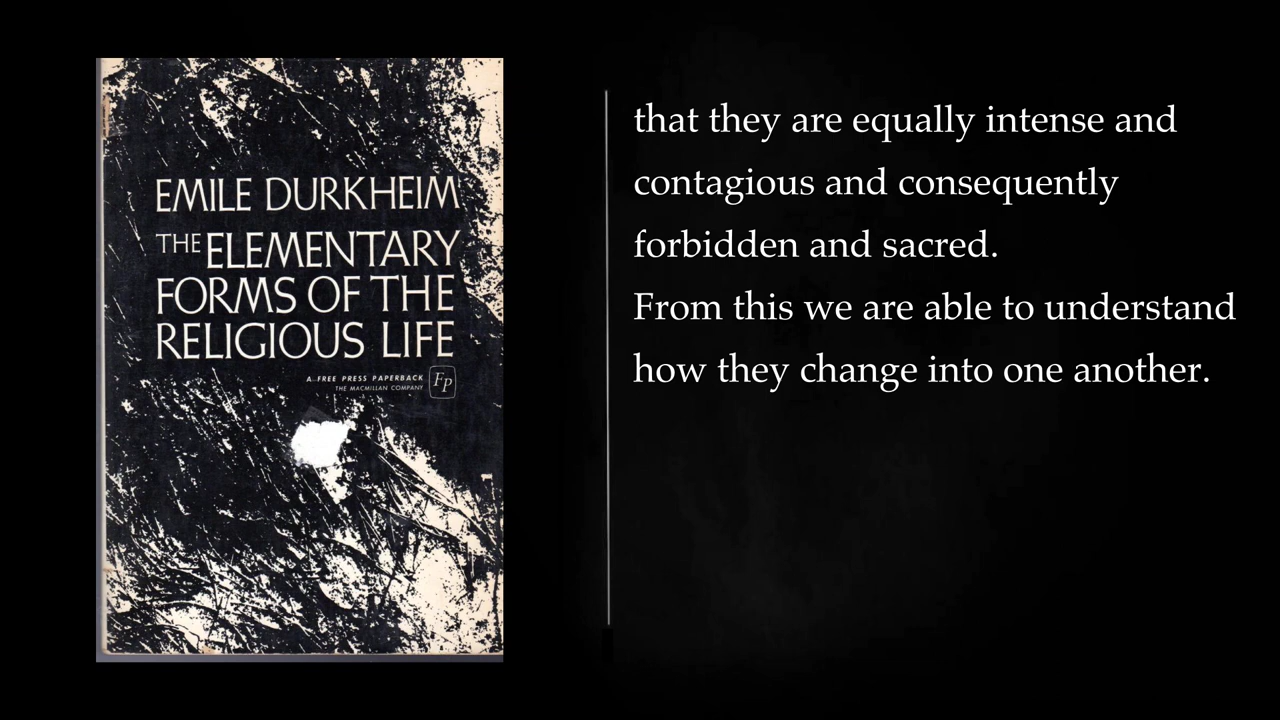 EMILE DURKHEIM
THE ELEMENTARY
FORMS OF THE
RELIGIOUS LIFE
A FREE PRESS PAPERBACK
THE MACMILLAN COMPANY
Fp
that they are equally intense and
contagious and consequently
forbidden and sacred.
From this we are able to understand
how they change into one another.